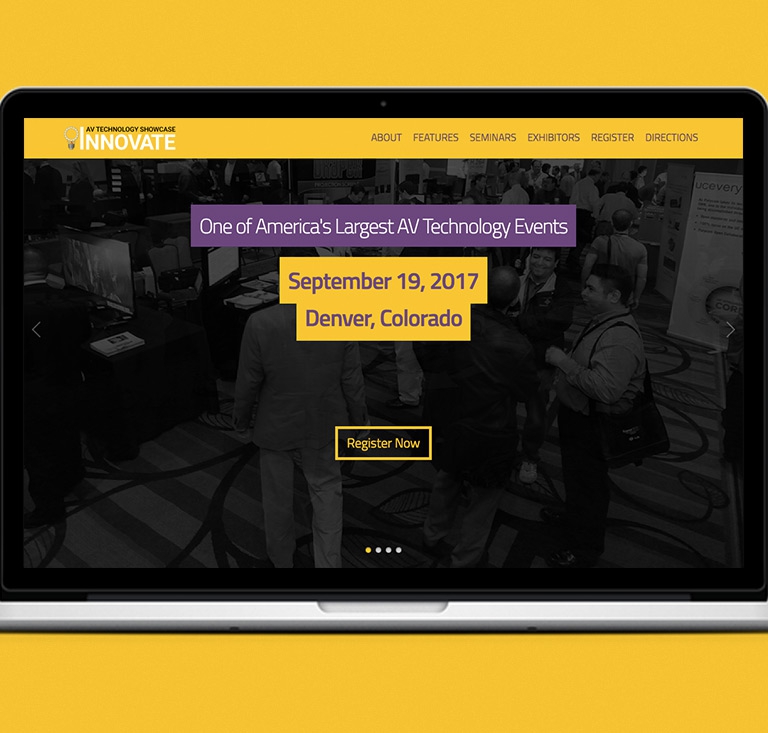 AV TECHNOLOGY SHOWCASE
INNOVATE
ABOUT FEATURES SEMINARS EXHIBITORS REGISTER DIRECTIONS
ucevery
One of America's Largest AV Technology Events
September 19, 2017
Denver, Colorado
Register Now